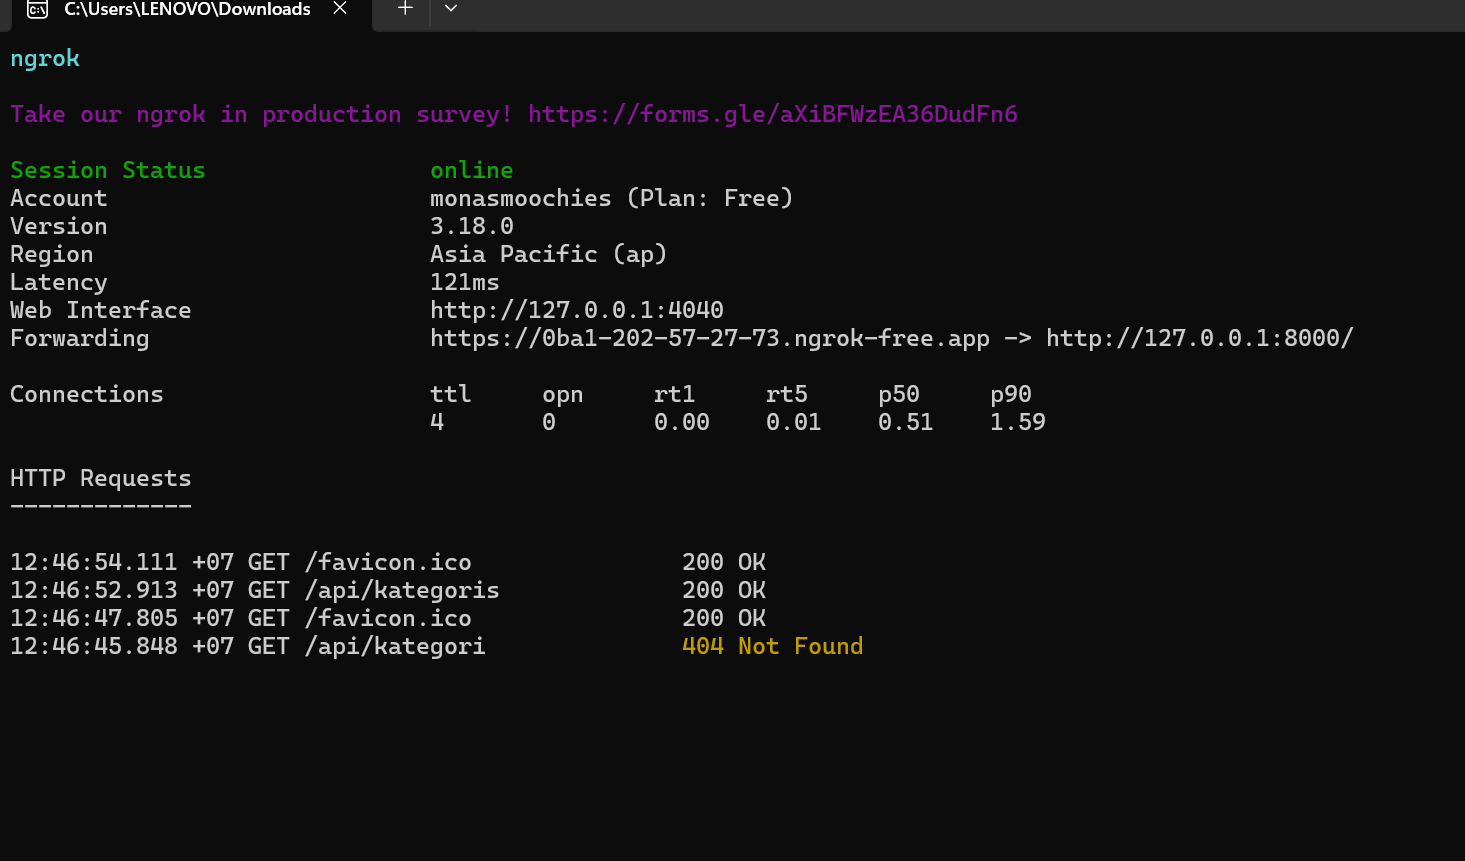 C:\Users\LENOVO\Downloads
ngrok
Take our ngrok in production survey! https://forms.gle/aXiBFWzEA36DudFn6
Session Status online
Account monasmoochies (Plan: Free)
Version 3.18.0
Region Asia Pacific (ap)
Latency 121ms
Web Interface http://127.0.0.1:4040
Forwarding https://0ba1-202-57-27-73.ngrok-free.app -> http://127.0.0.1:8000/
Connections ttl opn rt1 rt5 p50 p90
4 0 0.00 0.01 0.51 1.59
HTTP Requests
-------------
12:46:54.111 +07 GET /favicon.ico 200 OK
12:46:52.913 +07 GET /api/kategoris 200 OK
12:46:47.805 +07 GET /favicon.ico 200 OK
12:46:45.848 +07 GET /api/kategori 404 Not Found